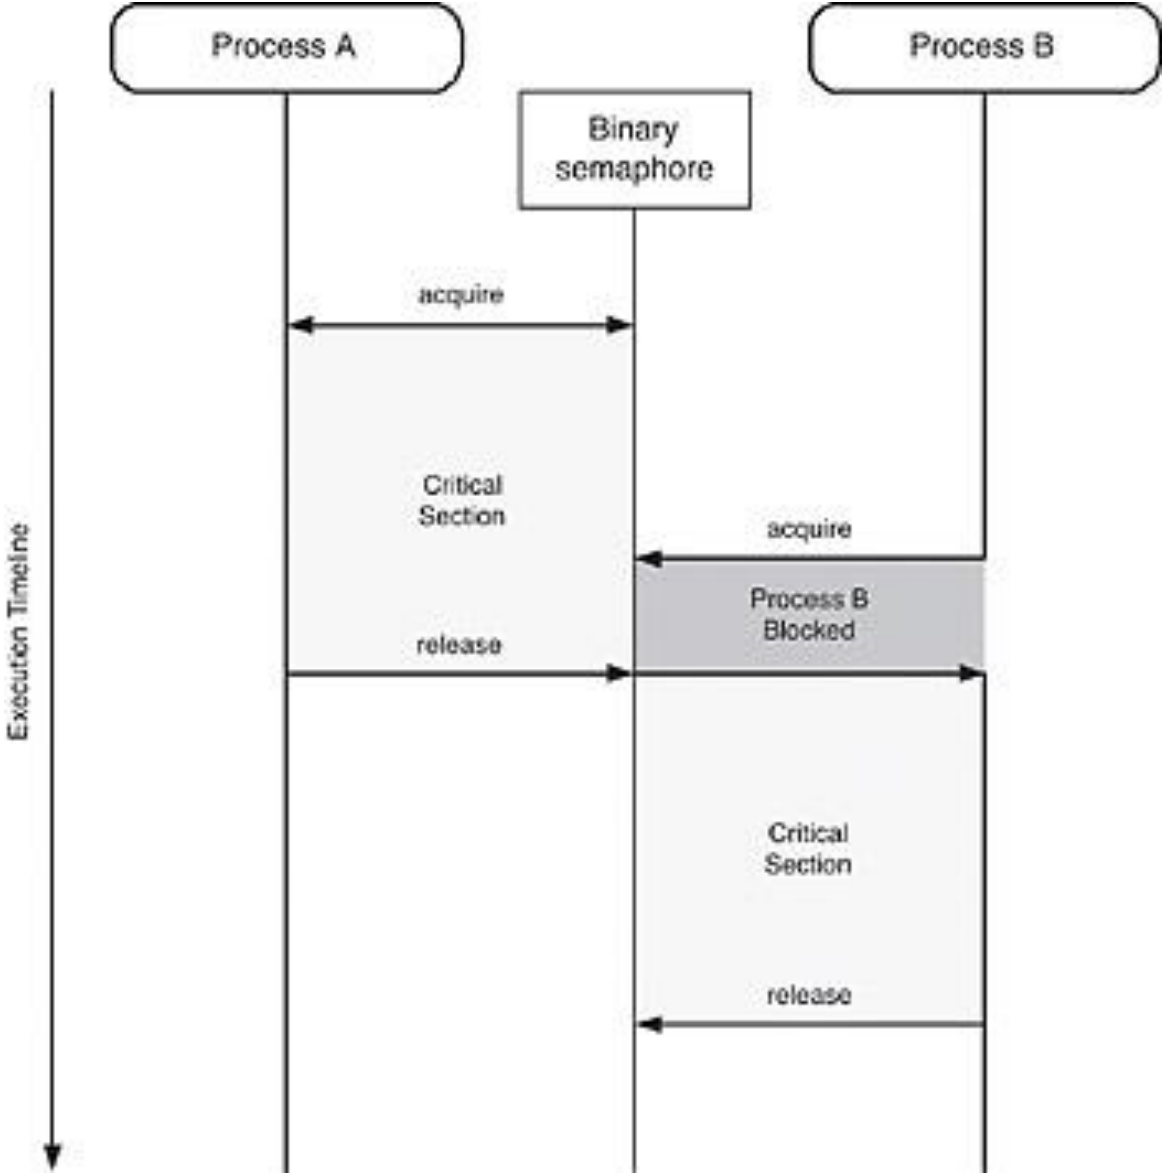 Process A
Process B
Binary
semaphore
acquire
Critical
Section
acquire
Process B
Blocked
release
Execution Timeline
Critical
Section
release